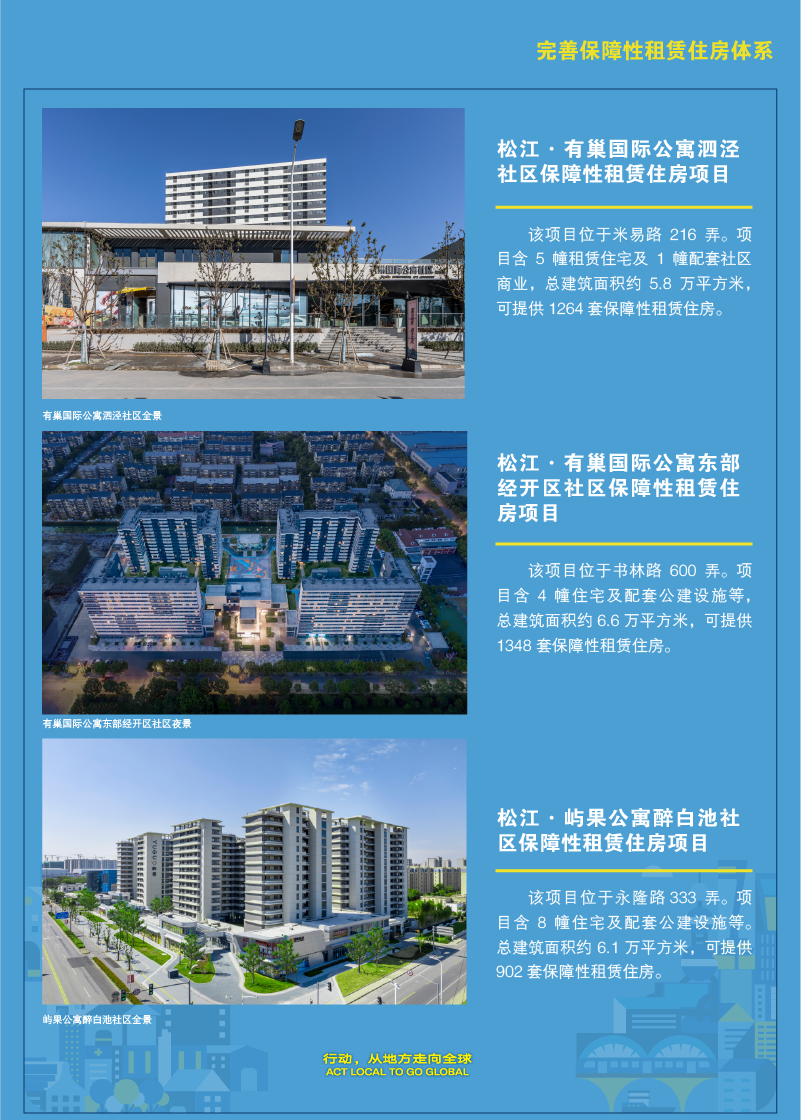 完善保障性租赁住房体系
松江·有巢国际公寓泗泾
社区保障性租赁住房项目
该项目位于米易路 216 弄。项
目含 5 幢租赁住宅及 1 幢配套社区
商业，总建筑面积约 5.8 万平方米，
可提供 1264 套保障性租赁住房。
有巢国际公寓社区
有巢国际公寓泗泾社区全景
松江·有巢国际公寓东部
经开区社区保障性租赁住
房项目
该项目位于书林路 600 弄。项
目含 4 幢住宅及配套公建设施等，
总建筑面积约 6.6 万平方米，可提供
1348 套保障性租赁住房。
有巢国际公寓东部经开区社区夜景
松江·屿果公寓醉白池社
区保障性租赁住房项目
该项目位于永隆路 333 弄。项
目含 8 幢住宅及配套公建设施等。
总建筑面积约 6.1 万平方米，可提供
902 套保障性租赁住房。
屿果公寓醉白池社区全景
行动，从地方走向全球
ACT LOCAL TO GO GLOBAL